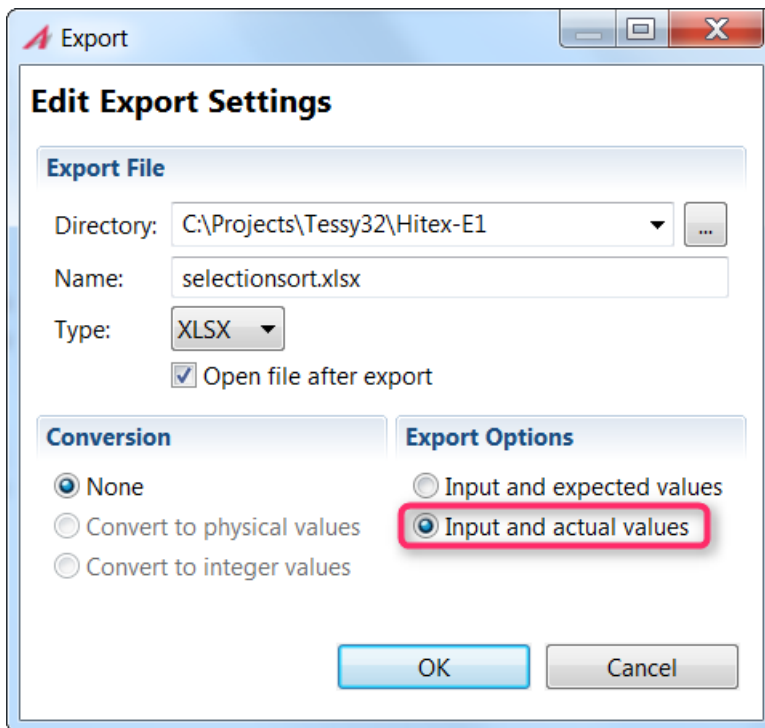 Export
Edit Export Settings
Export File
Directory: C:\Projects\Tessy32\Hitex-E1 ...
Name: selectionsort.xlsx
Type: XLSX
Open file after export
Conversion
None
Convert to physical values
Convert to integer values
Export Options
Input and expected values
Input and actual values
OK Cancel